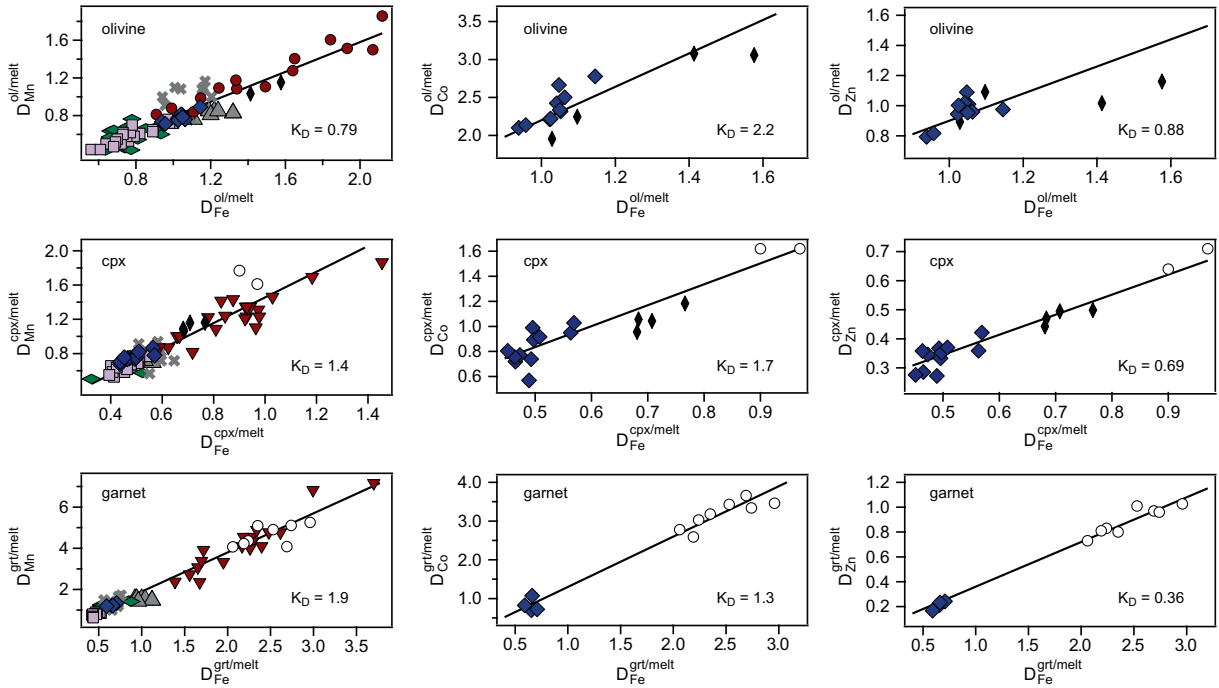 olivine
1.6
1.2
0.8
D Mn ol/melt
K D = 0.79
0.8
1.2
1.6
2.0
D Fe ol/melt
olivine
3.5
3.0
2.5
2.0
D Co ol/melt
K D = 2.2
1.0
1.2
1.4
1.6
D Fe ol/melt
olivine
1.6
1.4
1.2
1.0
0.8
D Zn ol/melt
K D = 0.88
1.0
1.2
1.4
1.6
D Fe ol/melt
cpx
2.0
1.6
1.2
0.8
0.4
D Mn cpx/melt
K D = 1.4
0.4
0.6
0.8
1.0
1.2
1.4
D Fe cpx/melt
cpx
1.6
1.4
1.2
1.0
0.8
0.6
D Co cpx/melt
K D = 1.7
0.5
0.6
0.7
0.8
0.9
D Fe cpx/melt
cpx
0.7
0.6
0.5
0.4
0.3
D Zn cpx/melt
K D = 0.69
0.5
0.6
0.7
0.8
0.9
D Fe cpx/melt
garnet
6
4
2
D Mn grt/melt
K D = 1.9
0.5
1.0
1.5
2.0
2.5
3.0
3.5
D Fe grt/melt
garnet
4.0
3.0
2.0
1.0
D Co grt/melt
K D = 1.3
0.5
1.0
1.5
2.0
2.5
3.0
D Fe grt/melt
garnet
1.2
1.0
0.8
0.6
0.4
0.2
D Zn grt/melt
K D = 0.36
0.5
1.0
1.5
2.0
2.5
3.0
D Fe grt/melt